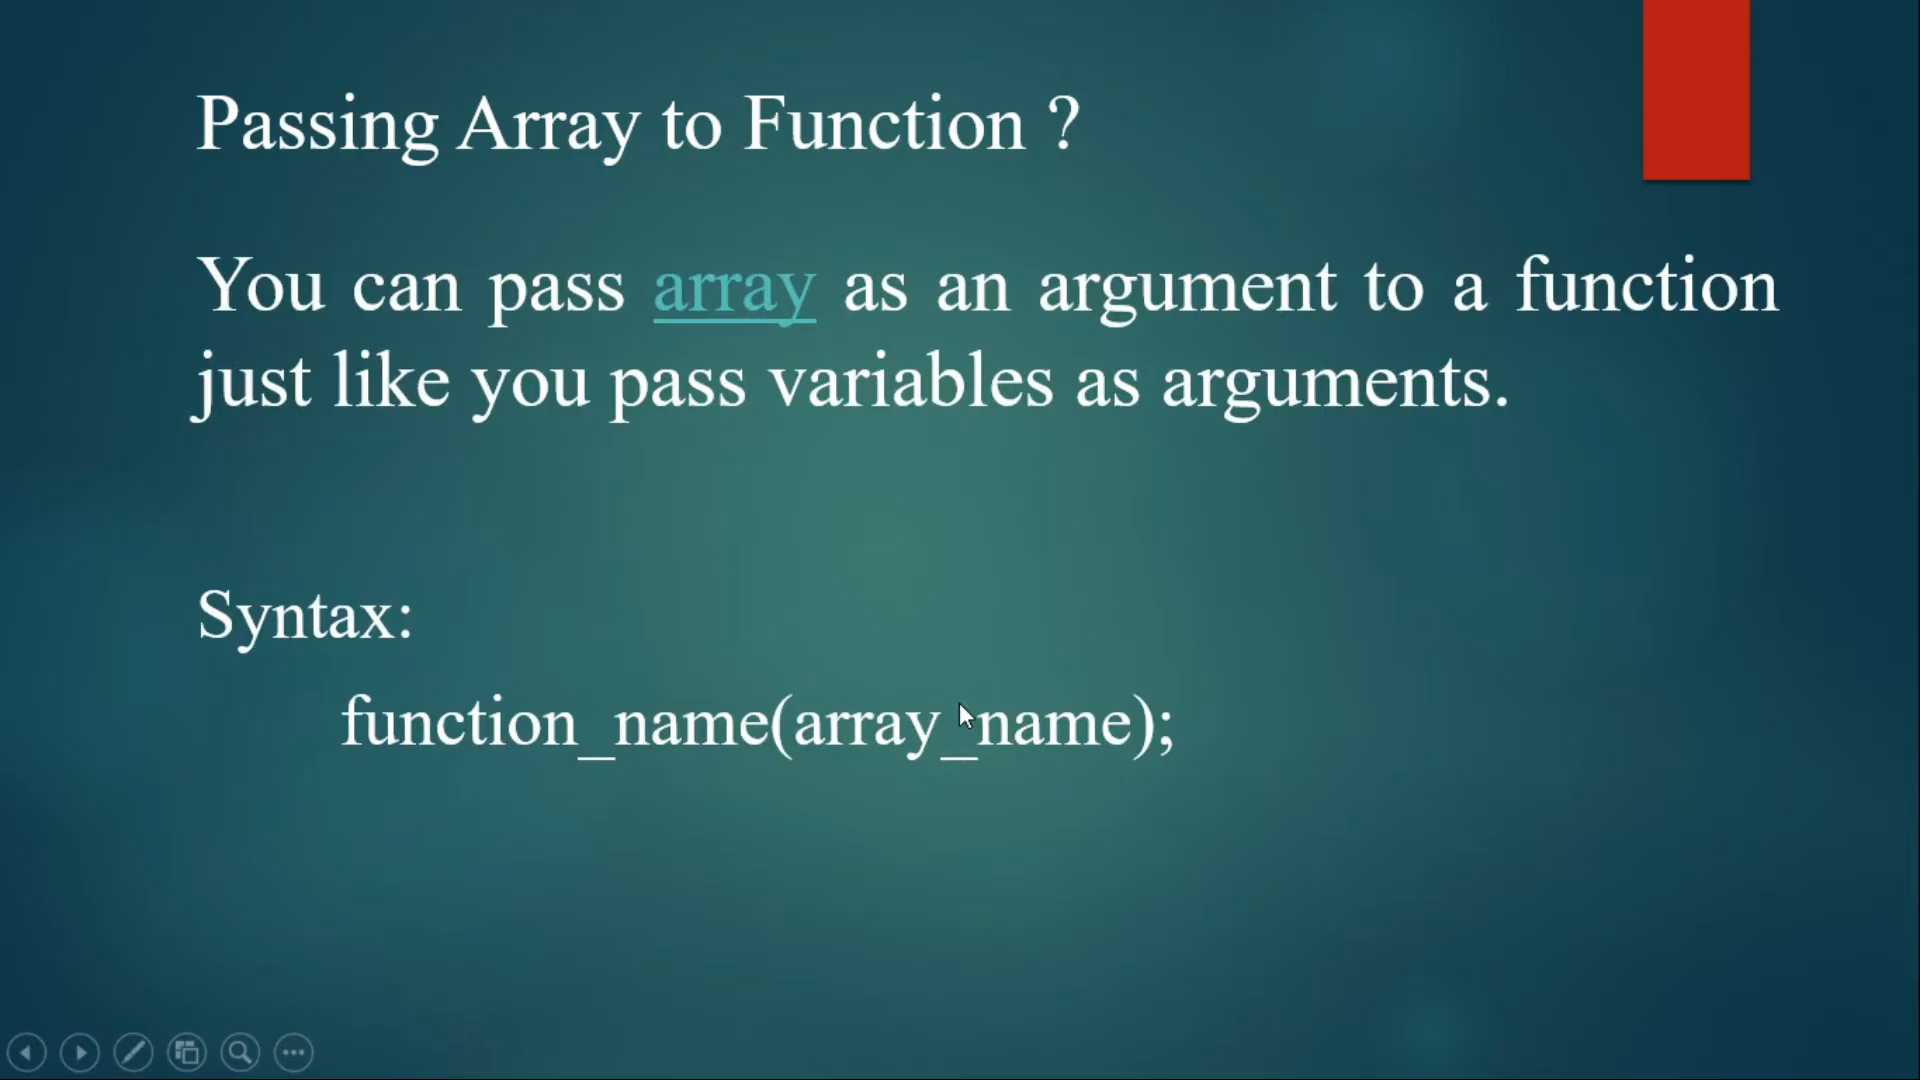 Passing Array to Function ?
You can pass array as an argument to a function
just like you pass variables as arguments.
Syntax:
function_name(array_name);